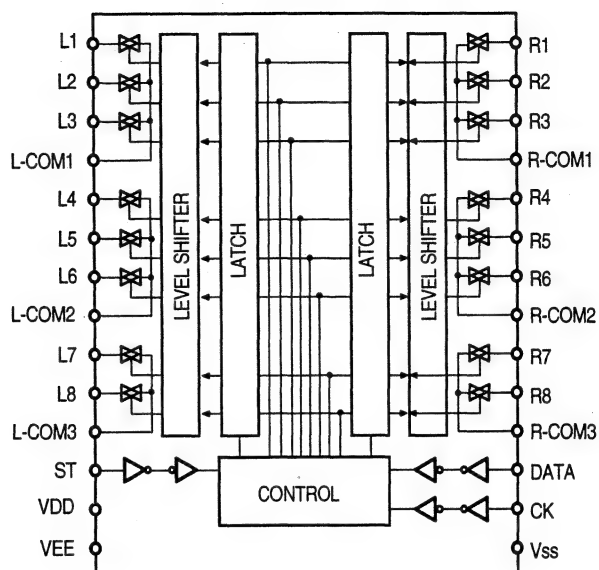 L1
L2
L3
L-COM1
L4
L5
L6
L-COM2
L7
L8
L-COM3
ST
VDD
VEE
LEVEL SHIFTER
LATCH
LATCH
LEVEL SHIFTER
CONTROL
R1
R2
R3
R-COM1
R4
R5
R6
R-COM2
R7
R8
R-COM3
DATA
CK
Vss